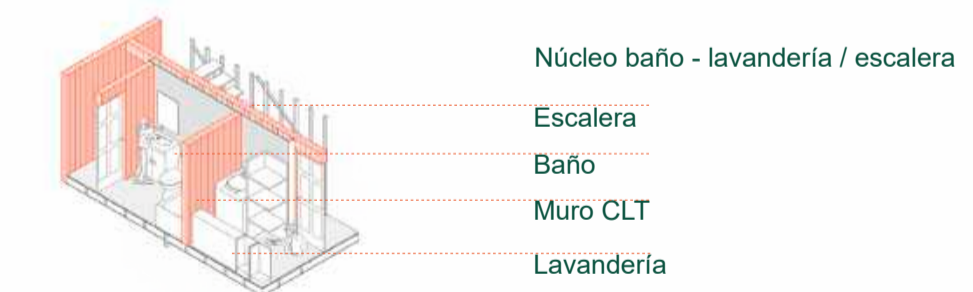 Núcleo baño - lavandería / escalera
Escalera
Baño
Muro CLT
Lavandería